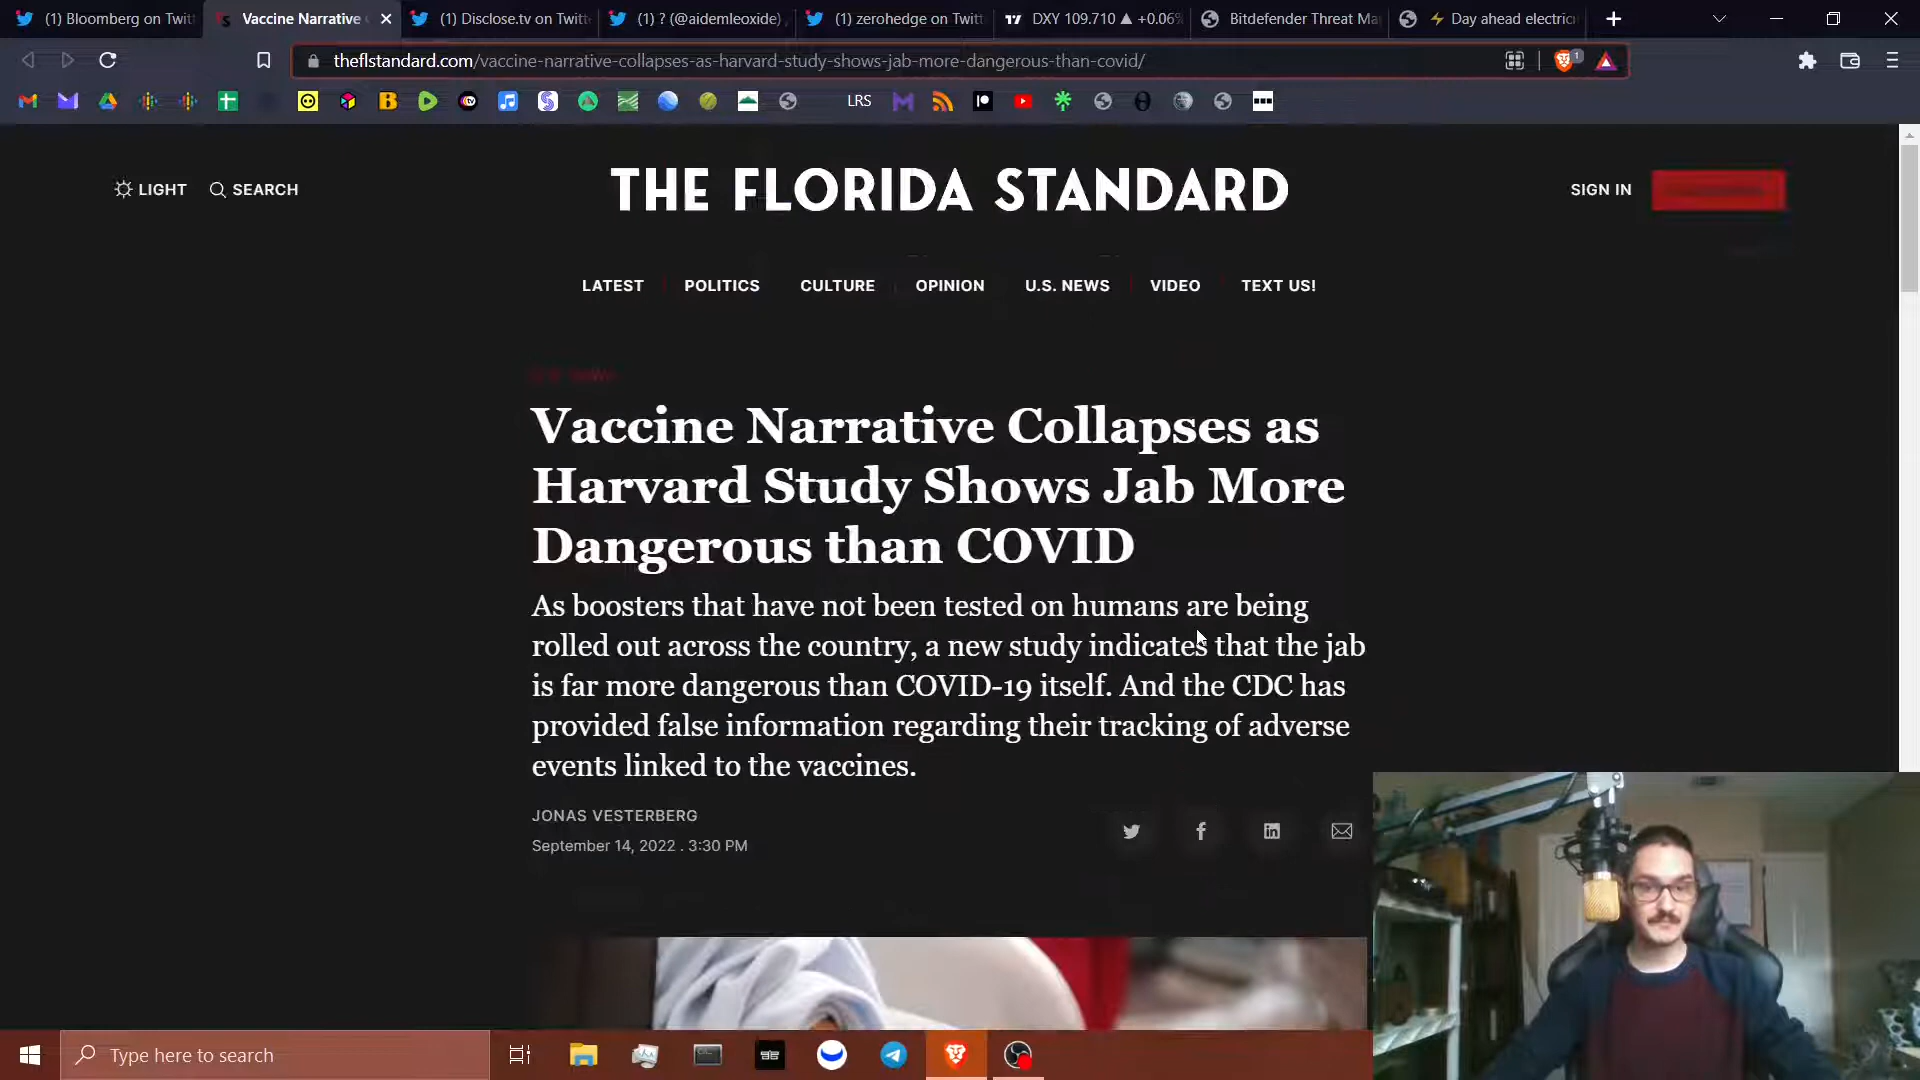 (1) Bloomberg on Twitt
Vaccine Narrative C
(1) Disclose.tv on Twitte
(1) ? (@aidemleoxide)
(1) zerohedge on Twitt
DXY 109.710 ▲ +0.06%
Bitdefender Threat Ma
⚡ Day ahead electric
theflstandard.com/vaccine-narrative-collapses-as-harvard-study-shows-jab-more-dangerous-than-covid/
1
LRS
LIGHT
SEARCH
THE FLORIDA STANDARD
SIGN IN
LATEST
POLITICS
CULTURE
OPINION
U.S. NEWS
VIDEO
TEXT US!
Vaccine Narrative Collapses as
Harvard Study Shows Jab More
Dangerous than COVID
As boosters that have not been tested on humans are being
rolled out across the country, a new study indicates that the jab
is far more dangerous than COVID-19 itself. And the CDC has
provided false information regarding their tracking of adverse
events linked to the vaccines.
JONAS VESTERBERG
September 14, 2022 . 3:30 PM
Type here to search